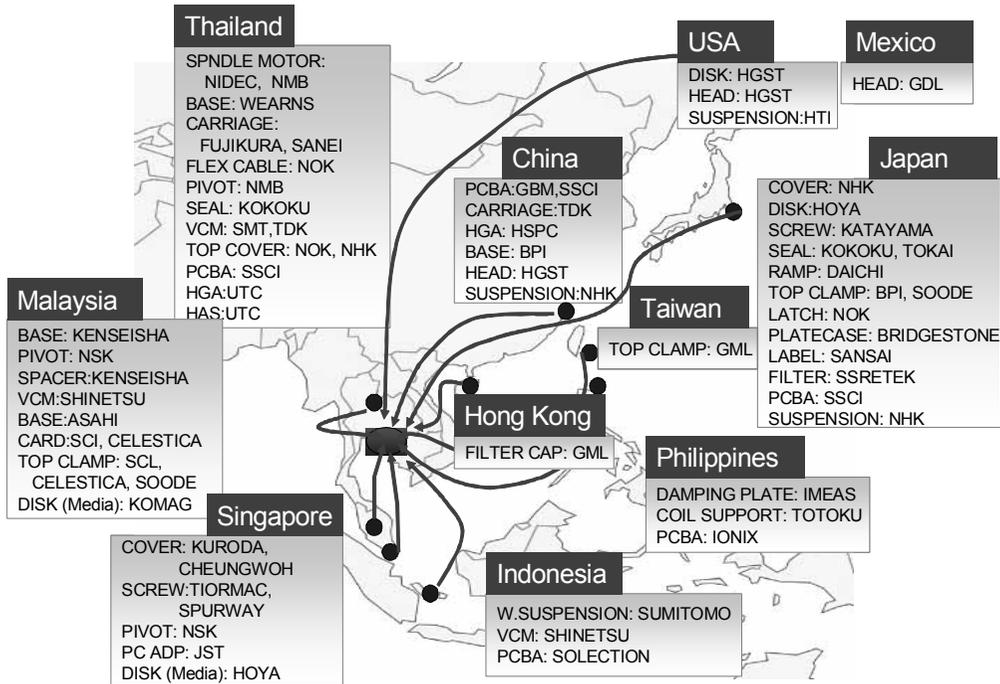 Thailand
SPNDLE MOTOR:
NIDEC, NMB
BASE: WEARNS
CARRIAGE:
FUJIKURA, SANEI
FLEX CABLE: NOK
PIVOT: NMB
SEAL: KOKOKU
VCM: SMT,TDK
TOP COVER: NOK, NHK
PCBA: SSCI
HGA:UTC
HAS:UTC
USA
DISK: HGST
HEAD: HGST
SUSPENSION:HTI
Mexico
HEAD: GDL
China
PCBA:GBM,SSCI
CARRIAGE:TDK
HGA: HSPC
BASE: BPI
HEAD: HGST
SUSPENSION:NHK
Japan
COVER: NHK
DISK:HOYA
SCREW: KATAYAMA
SEAL: KOKOKU, TOKAI
RAMP: DAICHI
TOP CLAMP: BPI, SOODE
LATCH: NOK
PLATECASE: BRIDGESTONE
LABEL: SANSAI
FILTER: SSRETEK
PCBA: SSCI
SUSPENSION: NHK
Malaysia
BASE: KENSEISHA
PIVOT: NSK
SPACER:KENSEISHA
VCM:SHINETSU
BASE:ASAHI
CARD:SCI, CELESTICA
TOP CLAMP: SCL,
CELESTICA, SOODE
DISK (Media): KOMAG
Taiwan
TOP CLAMP: GML
Hong Kong
FILTER CAP: GML
Philippines
DAMPING PLATE: IMEAS
COIL SUPPORT: TOTOKU
PCBA: IONIX
Singapore
COVER: KURODA,
CHEUNGWOH
SCREW:TIORMAC,
SPURWAY
PIVOT: NSK
PC ADP: JST
DISK (Media): HOYA
Indonesia
W.SUSPENSION: SUMITOMO
VCM: SHINETSU
PCBA: SOLECTION